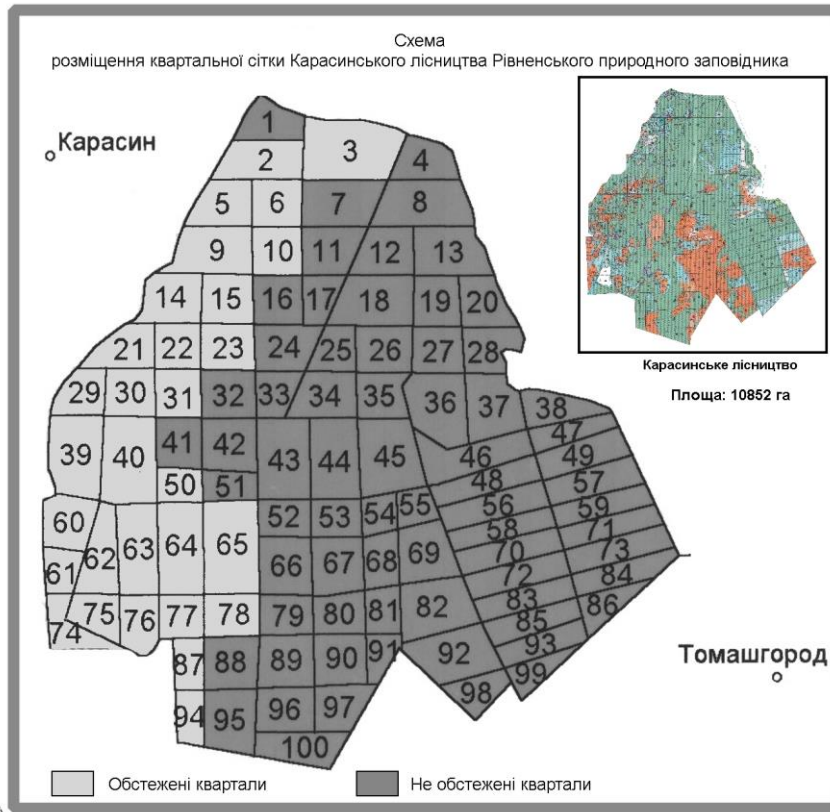 Схема
розміщення квартальної сітки Карасинського лісництва Рівненського природного заповідника
Карасин
1
2 3 4
5 6 7 8
9 10 11 12 13
14 15 16 17 18 19 20
21 22 23 24 25 26 27 28
29 30 31 32 33 34 35 36 37 38
39 40 41 42 43 44 45 46 47
48 49
50 51 52 53 54 55 56 57
58 59
60 61 62 63 64 65 66 67 68 69 70 71
72 73
74 75 76 77 78 79 80 81 82 83 84
85 86
87 88 89 90 91 92 93
94 95 96 97 98 99
100
Карасинське лісництво
Площа: 10852 га
Томашгород
Обстежені квартали
Не обстежені квартали